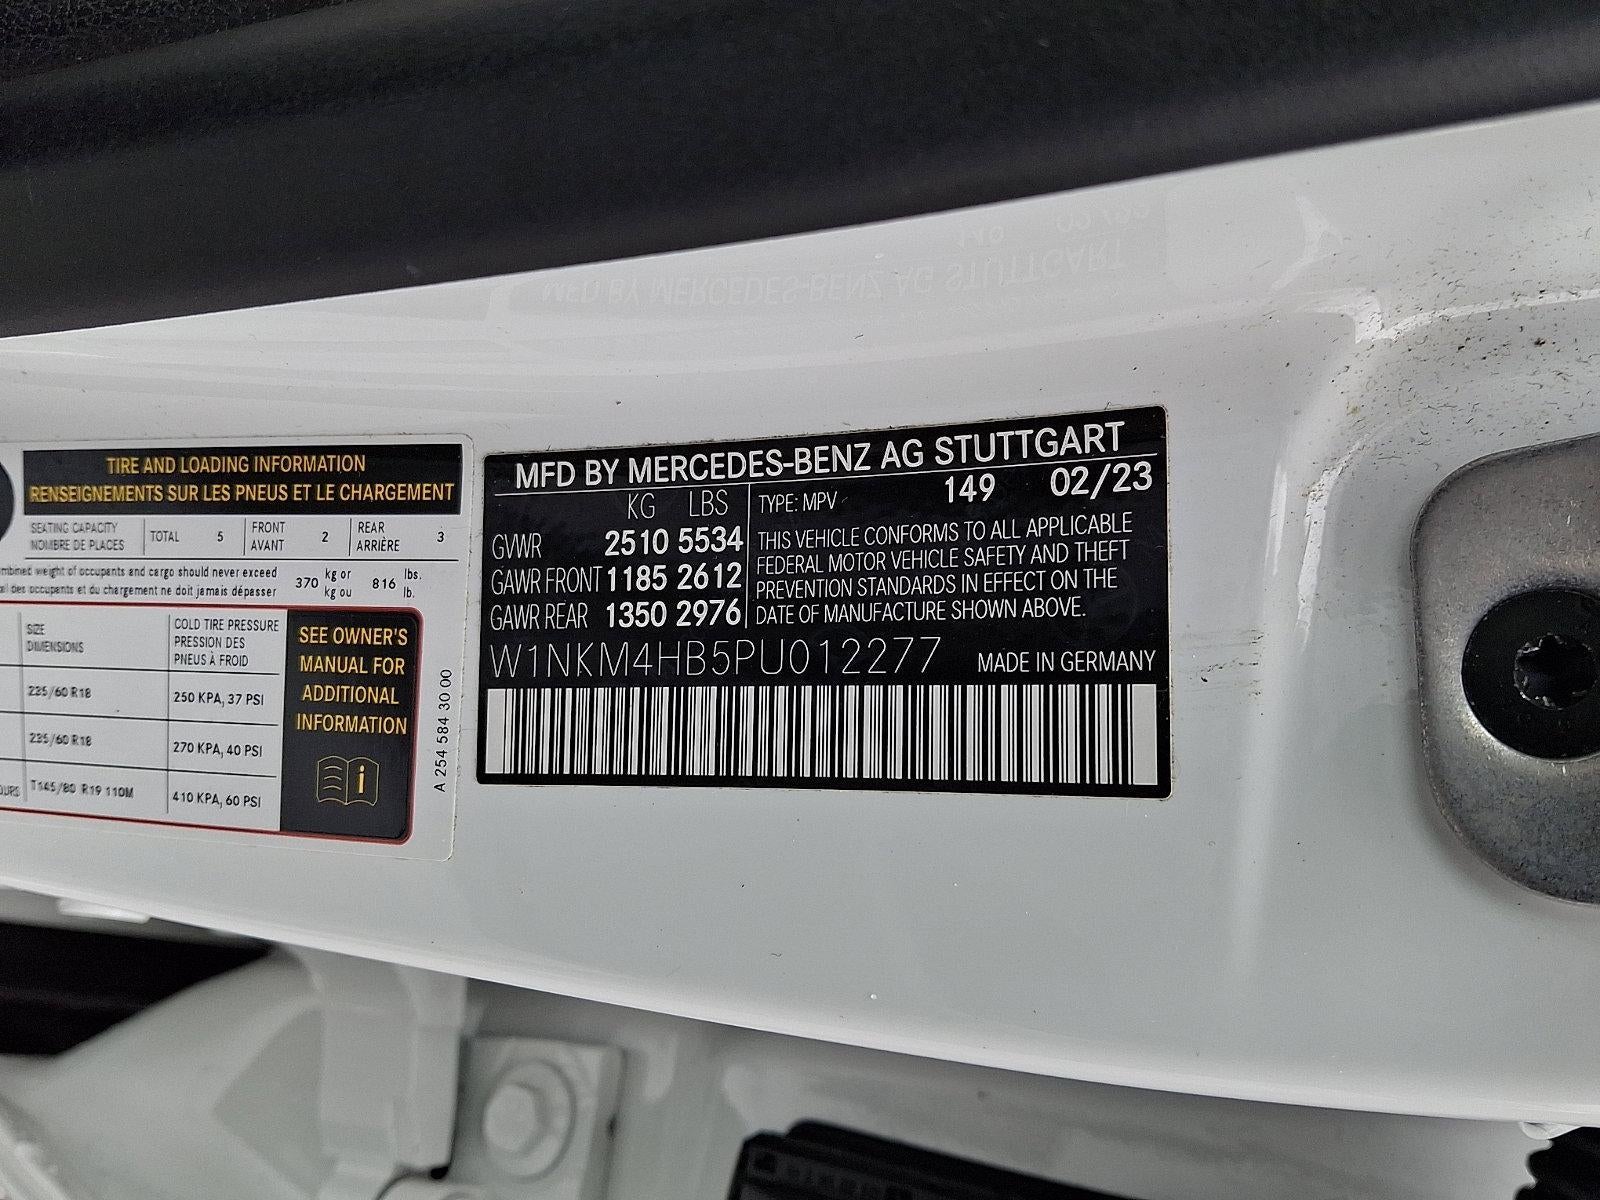 TIRE AND LOADING INFORMATION
RENSEIGNEMENTS SUR LES PNEUS ET LE CHARGEMENT
SEATING CAPACITY
NOMBRE DE PLACES
TOTAL 5
FRONT
AVANT
2
REAR
ARRIÈRE
3
weight of occupants and cargo should never exceed
des occupants et du chargement ne doit jamais dépasser
370 kg or
kg ou
816 lbs.
lb.
SIZE
DIMENSIONS
COLD TIRE PRESSURE
PRESSION DES
PNEUS À FROID
235/60 R18 250 KPA, 37 PSI
235/60 R18 270 KPA, 40 PSI
T145/80 R19 110M 410 KPA, 60 PSI
SEE OWNER'S
MANUAL FOR
ADDITIONAL
INFORMATION
i
A 254 584 30 00
MFD BY MERCEDES-BENZ AG STUTTGART
KG LBS
GVWR 2510 5534
GAWR FRONT 1185 2612
GAWR REAR 1350 2976
TYPE: MPV 149 02/23
THIS VEHICLE CONFORMS TO ALL APPLICABLE
FEDERAL MOTOR VEHICLE SAFETY AND THEFT
PREVENTION STANDARDS IN EFFECT ON THE
DATE OF MANUFACTURE SHOWN ABOVE.
W1NKM4HB5PU012277 MADE IN GERMANY